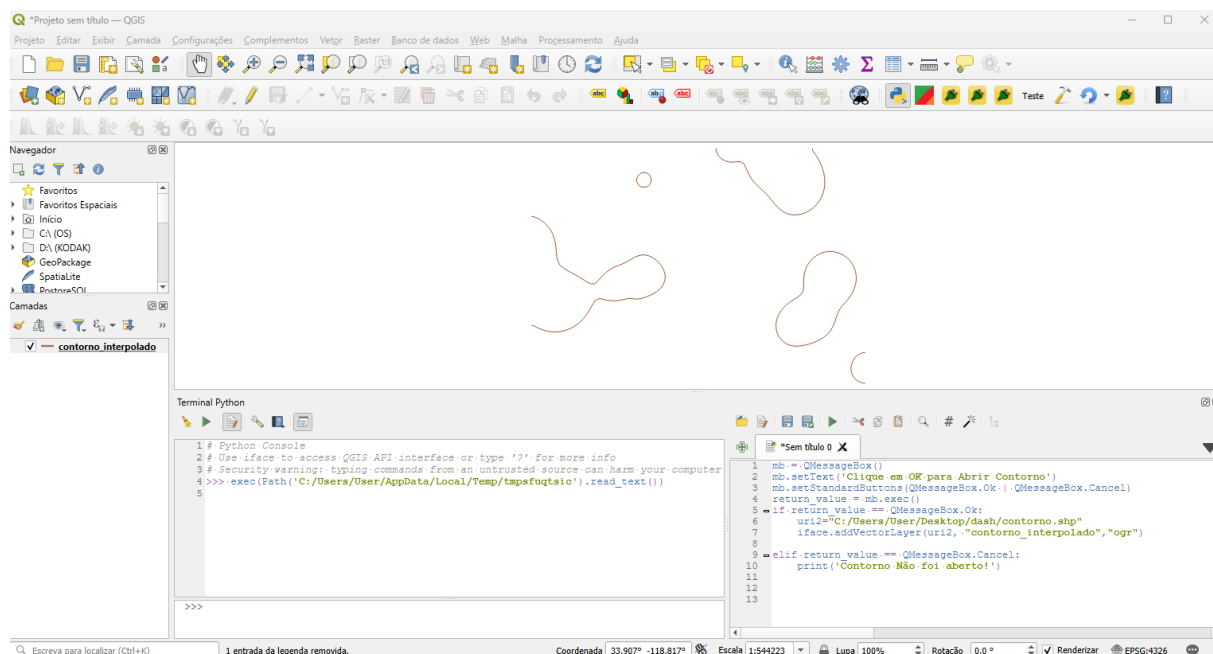 *Projeto sem título — QGIS
Projeto Editar Exibir Camada Configurações Complementos Vetor Raster Banco de dados Web Malha Processamento Ajuda
abc abc abc
Teste
Navegador
Favoritos
Favoritos Espaciais
Início
C:\ (OS)
D:\ (KODAK)
GeoPackage
SpatiaLite
PostgreSQL
Camadas
contorno_interpolado
Terminal Python
1 # Python Console
2 # Use iface to access QGIS API interface or type '?' for more info
3 # Security warning: typing commands from an untrusted source can harm your computer
4 >>> exec(Path('C:/Users/User/AppData/Local/Temp/tmpsfuqtsic').read_text())
5
>>>
*Sem título 0
1 mb = QMessageBox()
2 mb.setText('Clique em OK para Abrir Contorno')
3 mb.setStandardButtons(QMessageBox.Ok | QMessageBox.Cancel)
4 return_value = mb.exec()
5 if return_value == QMessageBox.Ok:
6 uri2="C:/Users/User/Desktop/dash/contorno.shp"
7 iface.addVectorLayer(uri2, "contorno_interpolado","ogr")
8
9 elif return_value == QMessageBox.Cancel:
10 print('Contorno Não foi aberto!')
11
12
13
Escreva para localizar (Ctrl+K) 1 entrada da legenda removida. Coordenada 33.907° -118.817° Escala 1:544223 Lupa 100% Rotação 0.0 ° Renderizar EPSG:4326